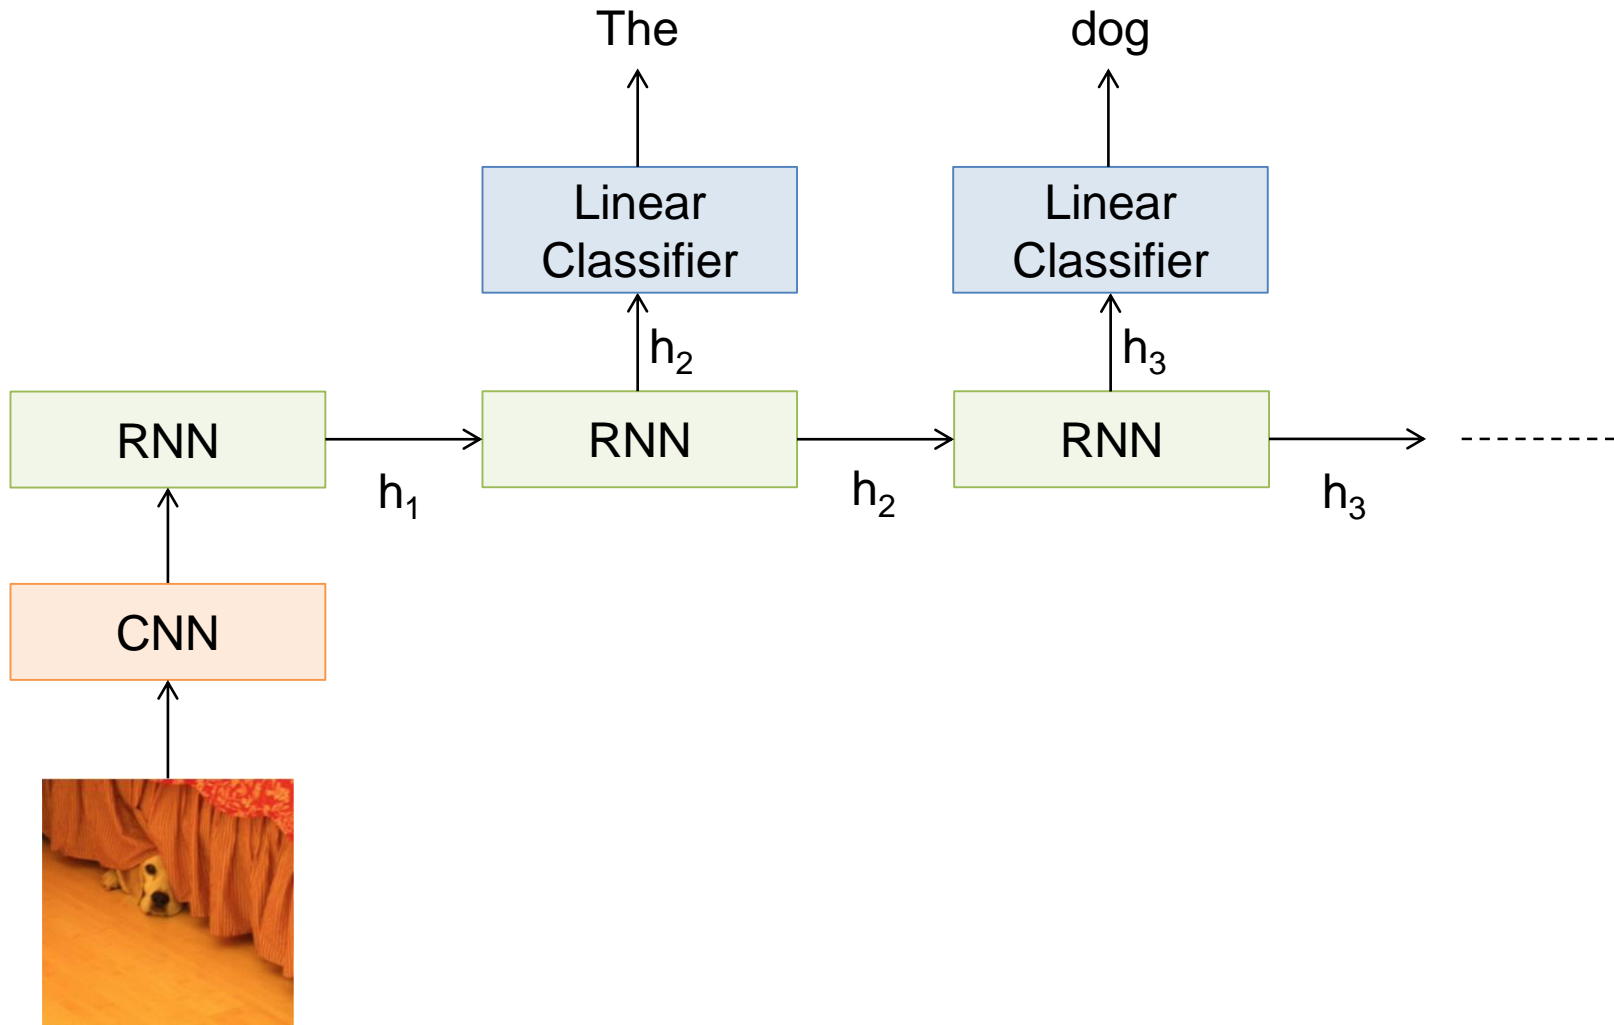 The
dog
Linear
Classifier
Linear
Classifier
h₂
h₃
RNN
RNN
RNN
h₁
h₂
h₃
CNN